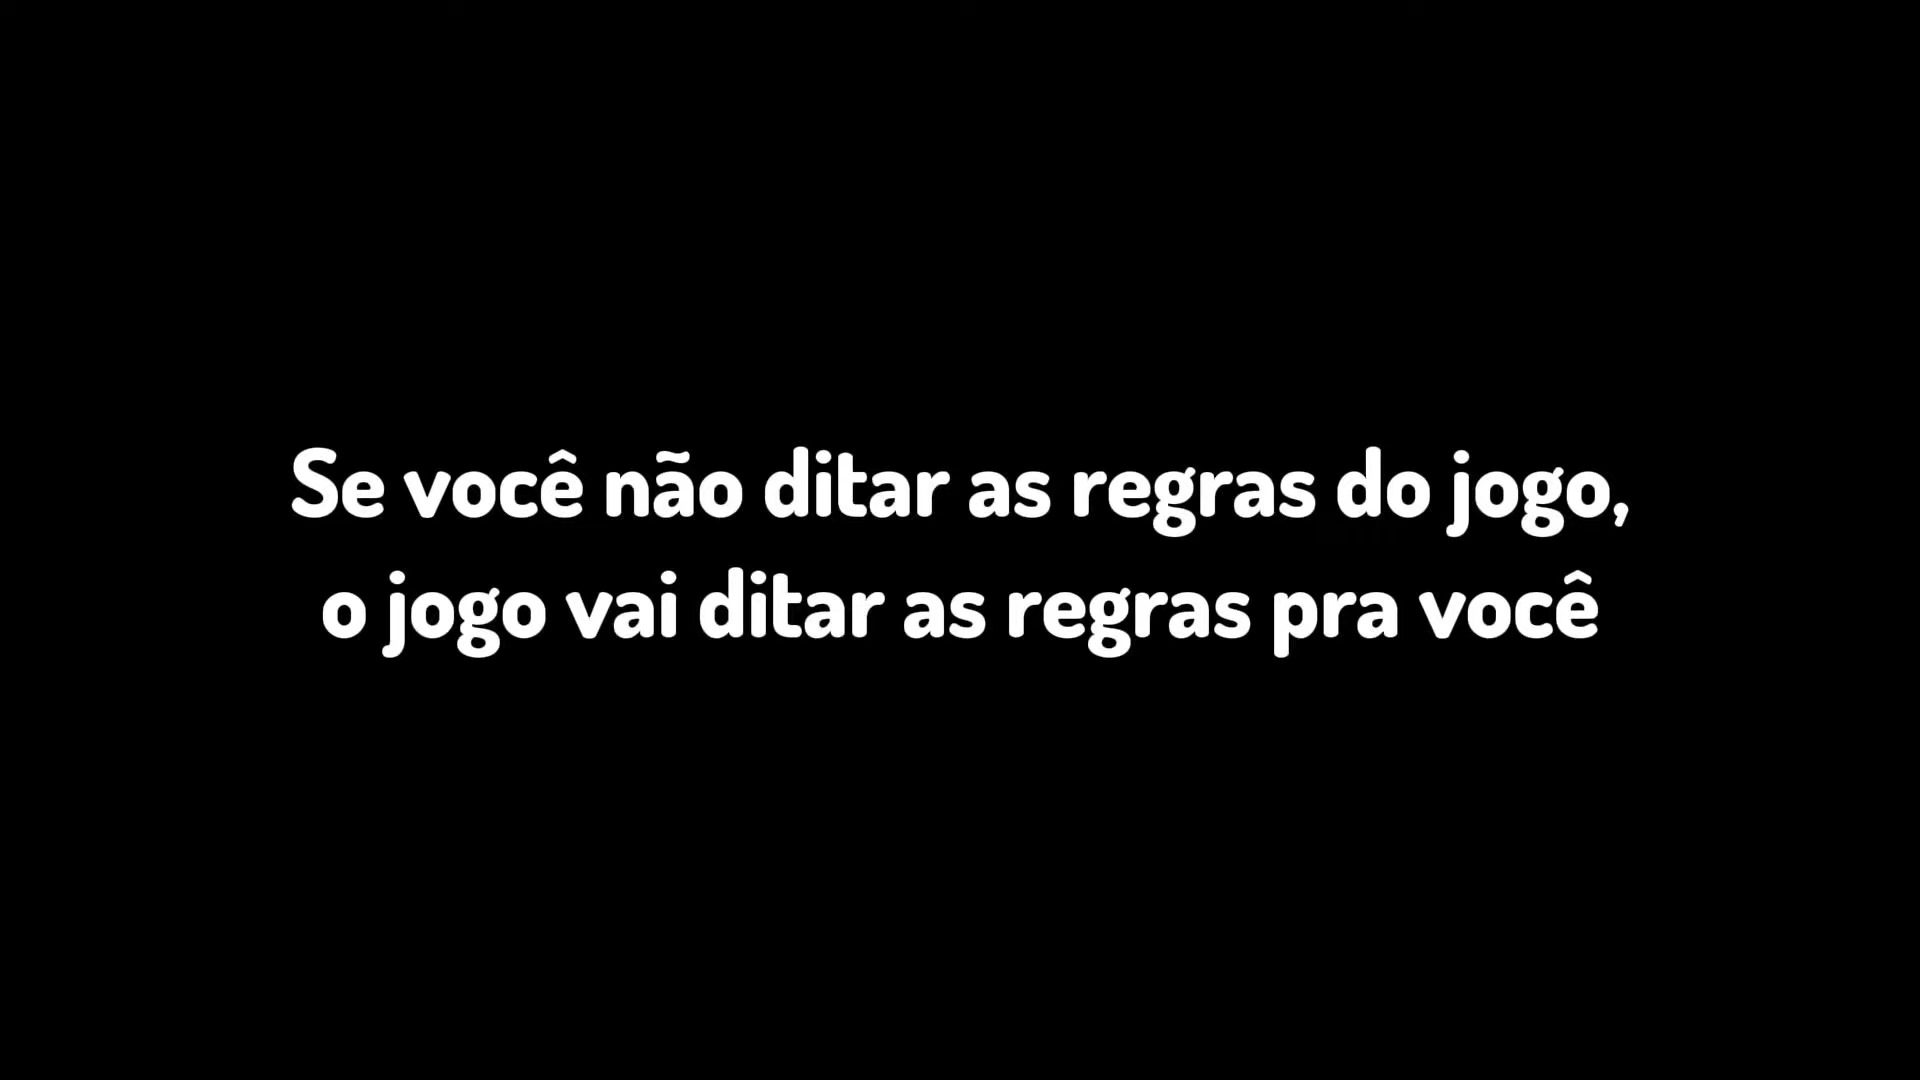 Se você não ditar as regras do jogo,
o jogo vai ditar as regras pra você